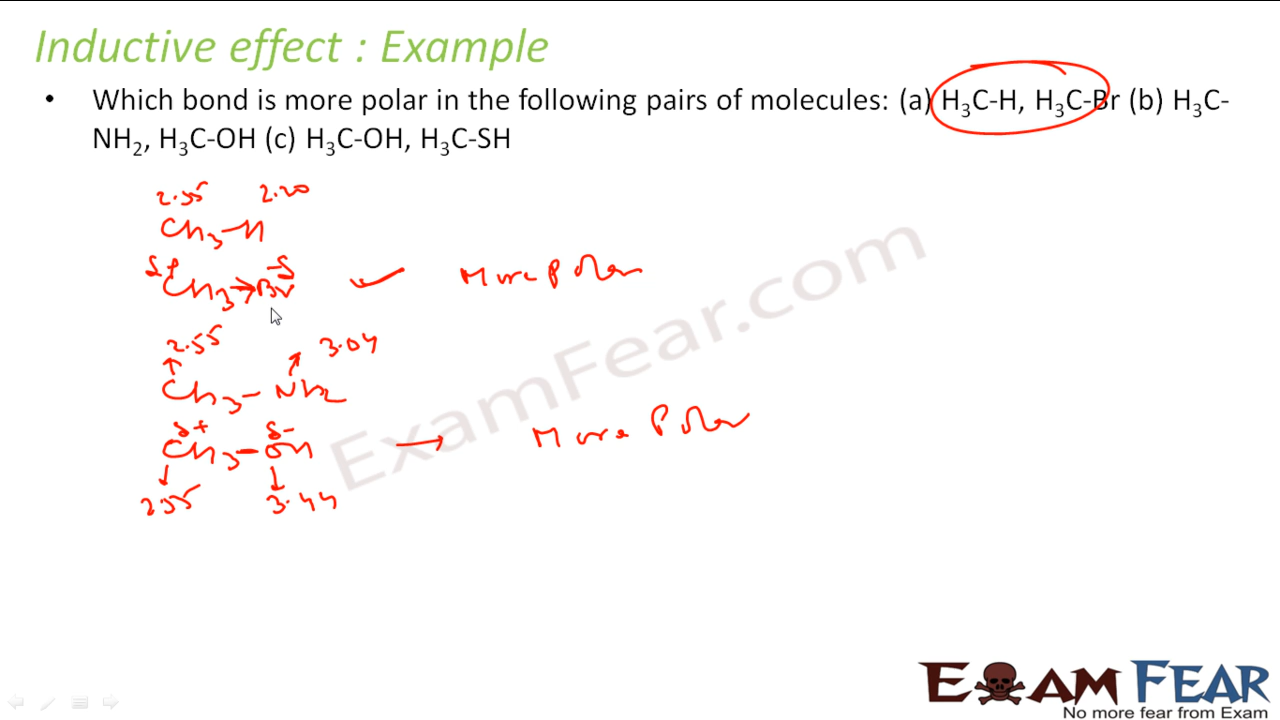 Inductive effect : Example
• Which bond is more polar in the following pairs of molecules: (a) H₃C-H, H₃C-Br (b) H₃C-
NH₂, H₃C-OH (c) H₃C-OH, H₃C-SH
2.55 2.20
CH₃-H
δ+ -δ
CH₃→Br ✓ More Polar
2.55 3.04
CH₃-NH₂
δ+ δ-
CH₃-OH → More Polar
2.55 3.44
ExamFear.com
EXAM FEAR
No more fear from Exam